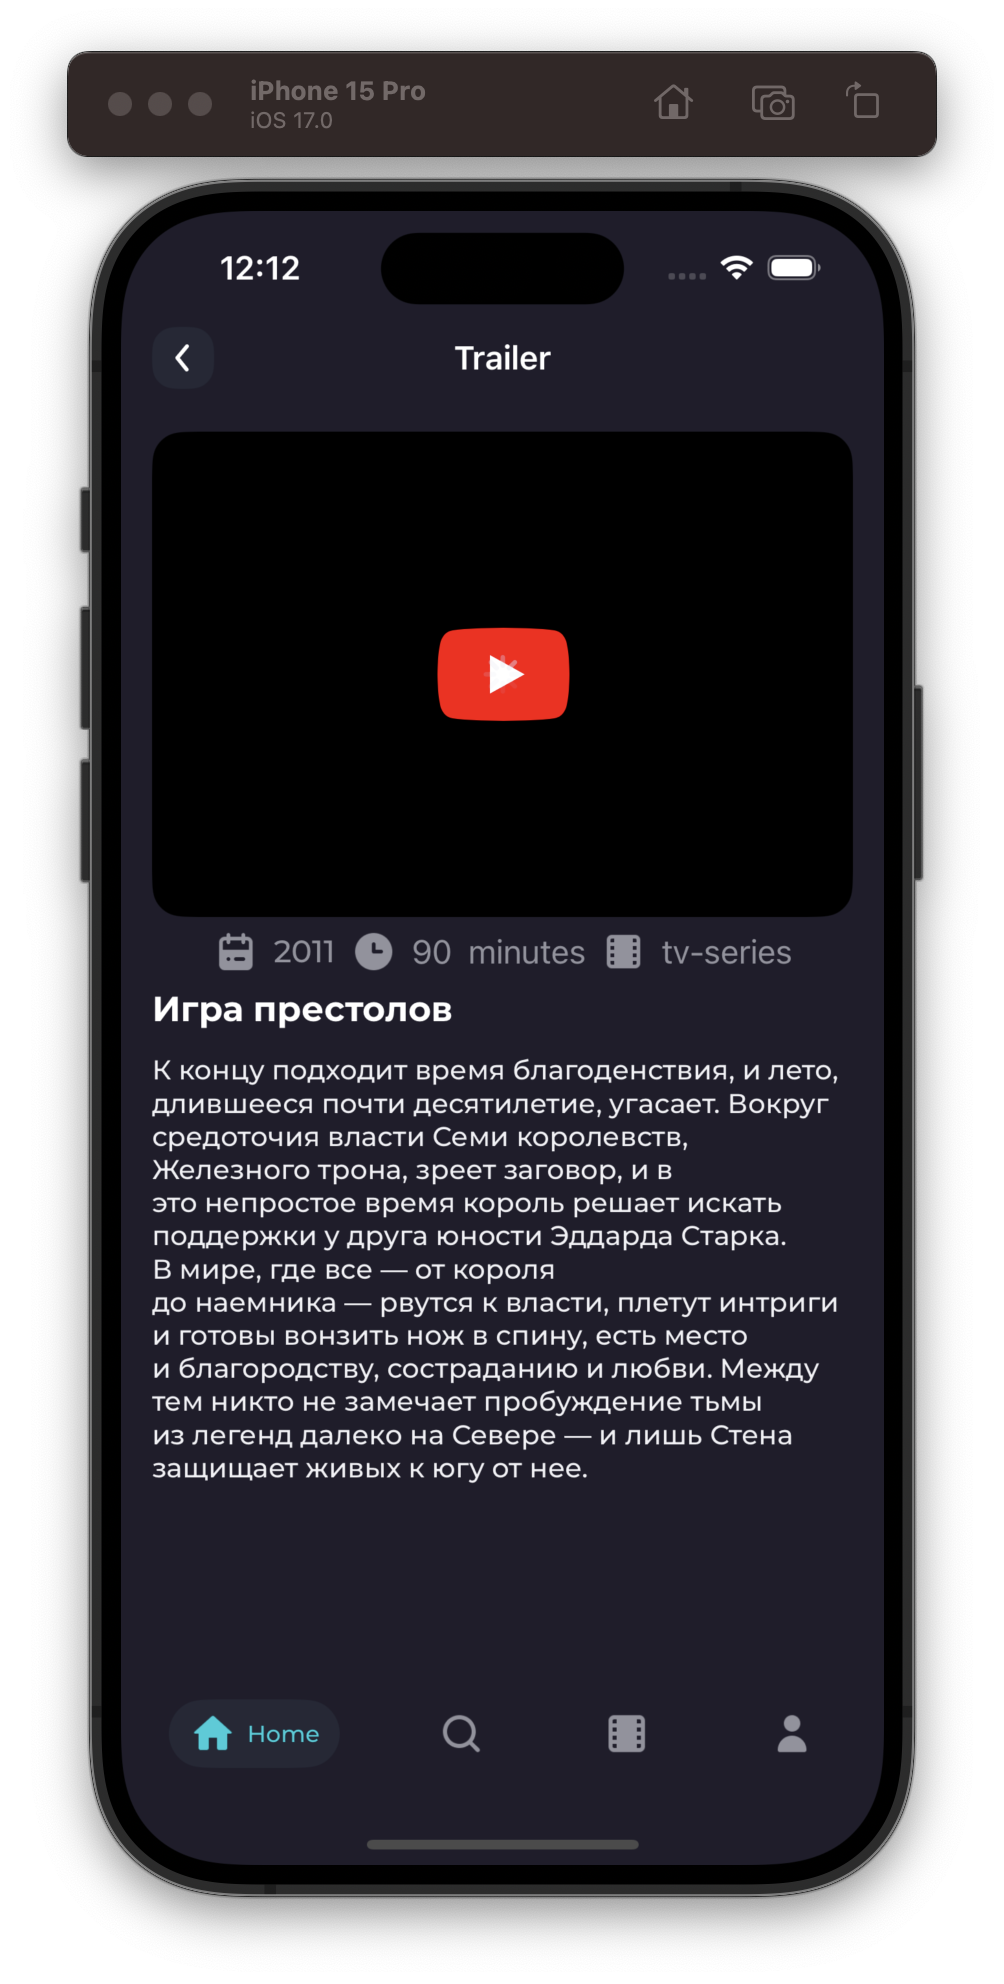 iPhone 15 Pro
iOS 17.0
12:12
Trailer
2011 90 minutes tv-series
Игра престолов
К концу подходит время благоденствия, и лето,
длившееся почти десятилетие, угасает. Вокруг
средоточия власти Семи королевств,
Железного трона, зреет заговор, и в
это непростое время король решает искать
поддержки у друга юности Эддарда Старка.
В мире, где все — от короля
до наемника — рвутся к власти, плетут интриги
и готовы вонзить нож в спину, есть место
и благородству, состраданию и любви. Между
тем никто не замечает пробуждение тьмы
из легенд далеко на Севере — и лишь Стена
защищает живых к югу от нее.
Home